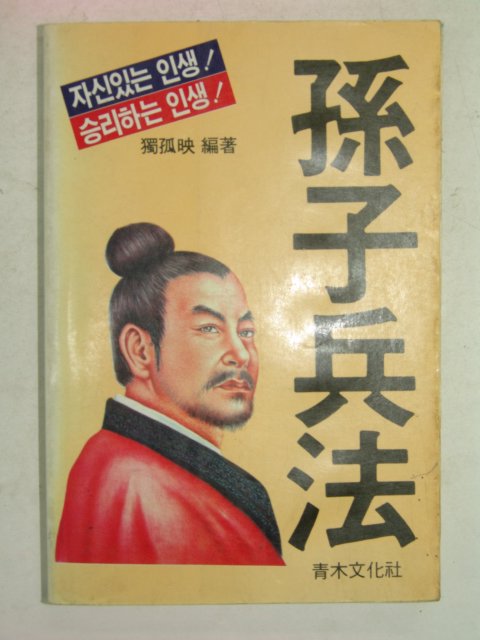 자신있는 인생!
승리하는 인생!
獨孤映 編著
孫子兵法
靑木文化社